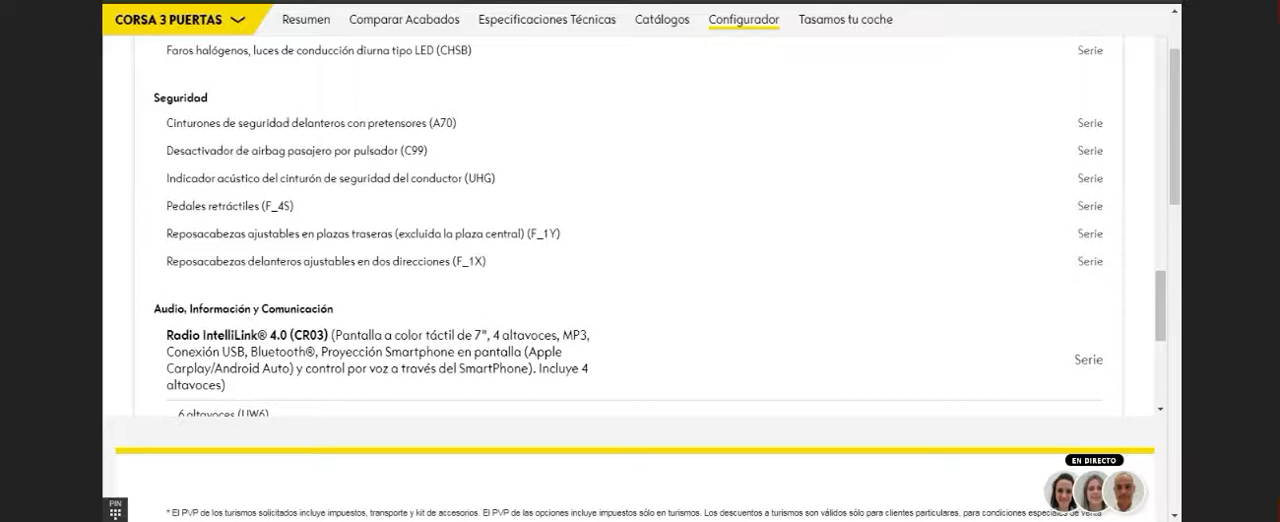 CORSA 3 PUERTAS Resumen Comparar Acabados Especificaciones Técnicas Catálogos Configurador Tasamos tu coche
Faros halógenos, luces de conducción diurna tipo LED (CHSB) Serie
Seguridad
Cinturones de seguridad delanteros con pretensores (A70) Serie
Desactivador de airbag pasajero por pulsador (C99) Serie
Indicador acústico del cinturón de seguridad del conductor (UHG) Serie
Pedales retráctiles (F_4S) Serie
Reposacabezas ajustables en plazas traseras (excluida la plaza central) (F_1Y) Serie
Reposacabezas delanteros ajustables en dos direcciones (F_1X) Serie
Audio, Información y Comunicación
Radio IntelliLink® 4.0 (CR03) (Pantalla a color táctil de 7", 4 altavoces, MP3,
Conexión USB, Bluetooth®, Proyección Smartphone en pantalla (Apple
Carplay/Android Auto) y control por voz a través del SmartPhone). Incluye 4
altavoces) Serie
6 altavoces (UW6)
EN DIRECTO
PIN
* El PVP de los turismos solicitados incluye impuestos, transporte y kit de accesorios. El PVP de las opciones incluye impuestos sólo en turismos. Los descuentos a turismos son válidos sólo para clientes particulares, para condiciones especiales de venta